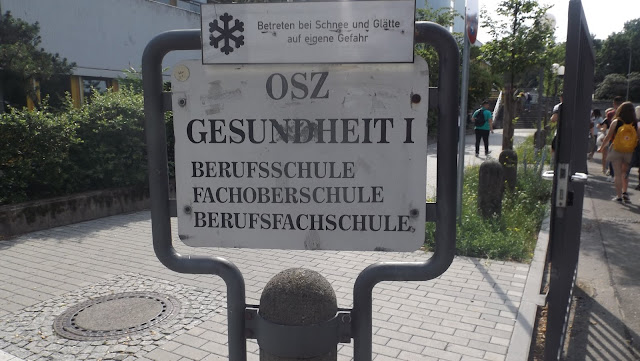 Betreten bei Schnee und Glätte
auf eigene Gefahr
OSZ
GESUNDHEIT I
BERUFSSCHULE
FACHOBERSCHULE
BERUFSFACHSCHULE